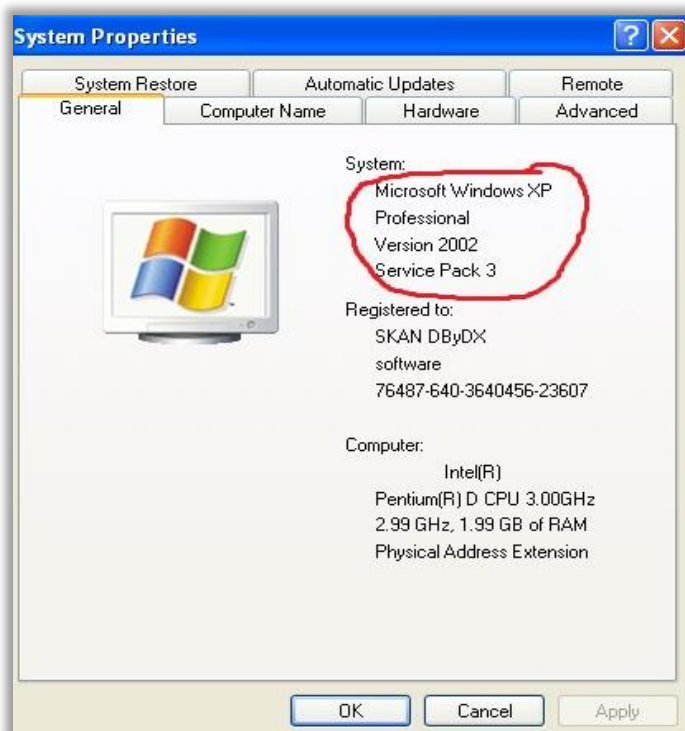 System Properties
System Restore Automatic Updates Remote
General Computer Name Hardware Advanced
System:
Microsoft Windows XP
Professional
Version 2002
Service Pack 3
Registered to:
SKAN DByDX
software
76487-640-3640456-23607
Computer:
Intel(R)
Pentium(R) D CPU 3.00GHz
2.99 GHz, 1.99 GB of RAM
Physical Address Extension
OK Cancel Apply